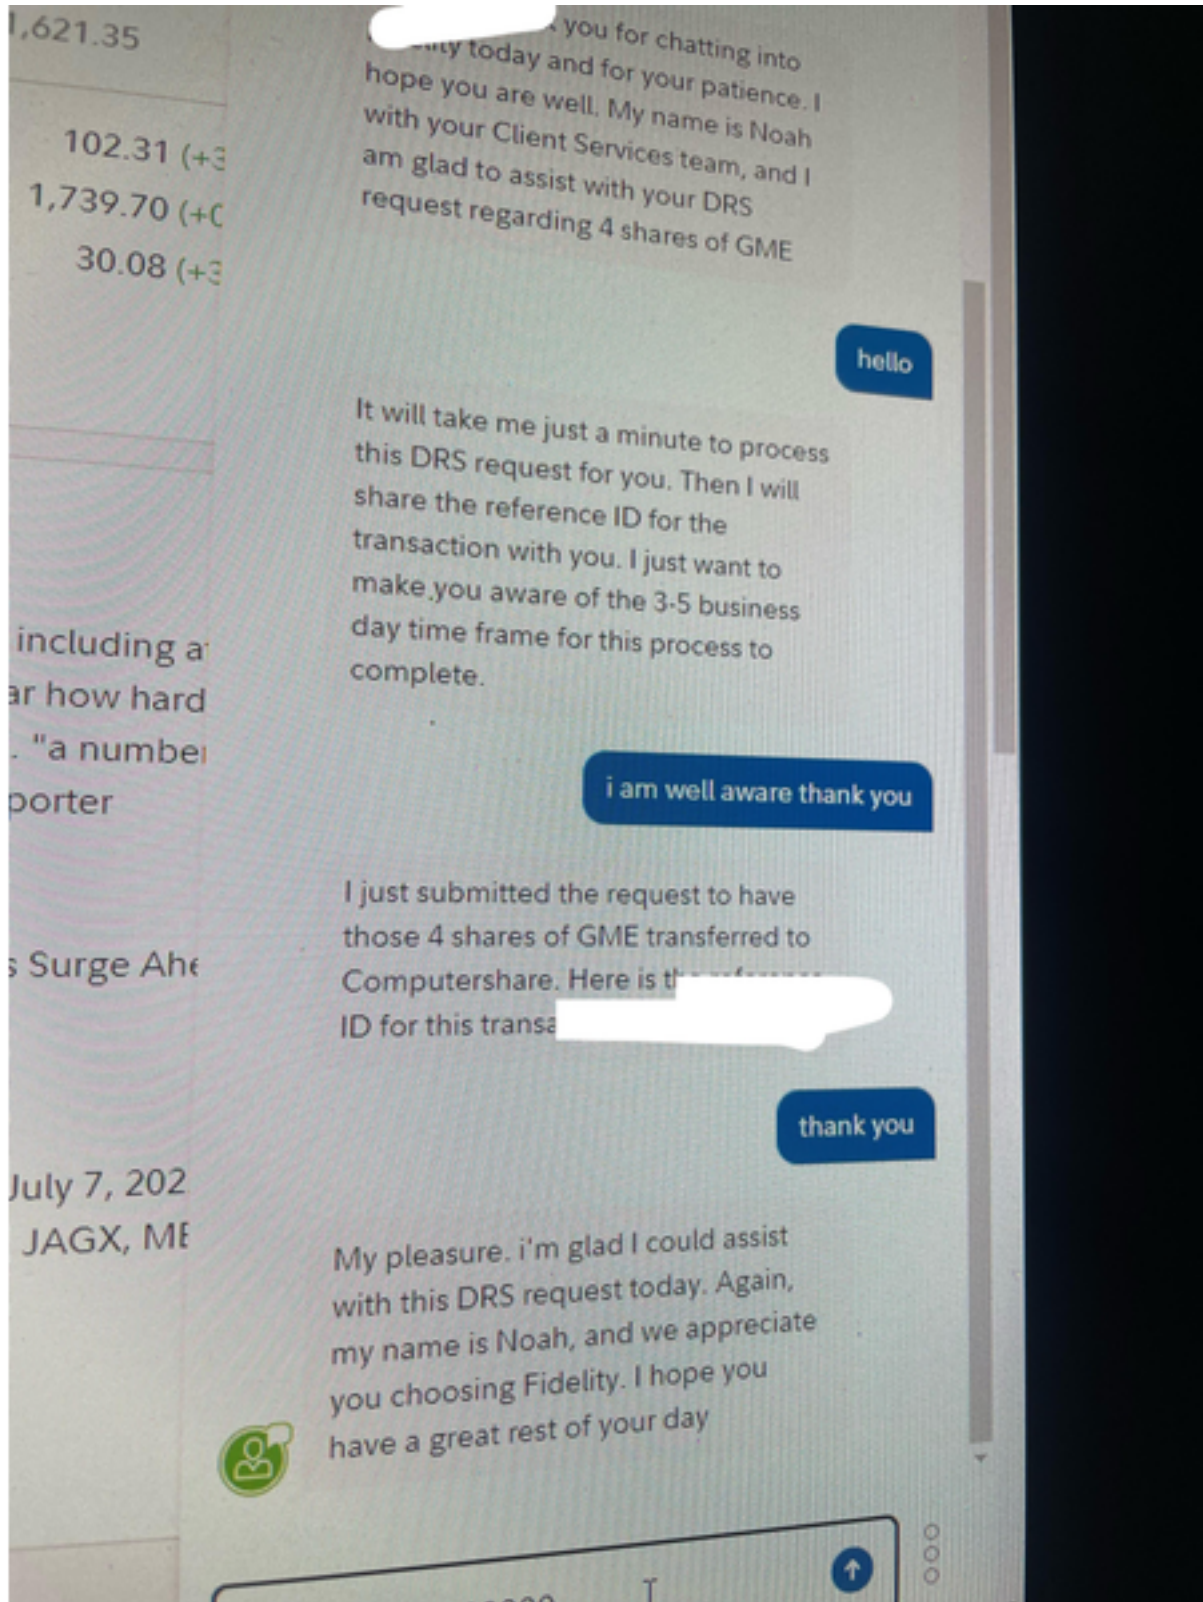 1,621.35
102.31 (+3
1,739.70 (+0
30.08 (+3
including a
ar how hard
. "a number
porter
s Surge Ahe
July 7, 202
JAGX, ME
you for chatting into
today and for your patience. I
hope you are well. My name is Noah
with your Client Services team, and I
am glad to assist with your DRS
request regarding 4 shares of GME
hello
It will take me just a minute to process
this DRS request for you. Then I will
share the reference ID for the
transaction with you. I just want to
make you aware of the 3-5 business
day time frame for this process to
complete.
i am well aware thank you
I just submitted the request to have
those 4 shares of GME transferred to
Computershare. Here is
ID for this transa
thank you
My pleasure. i'm glad I could assist
with this DRS request today. Again,
my name is Noah, and we appreciate
you choosing Fidelity. I hope you
have a great rest of your day